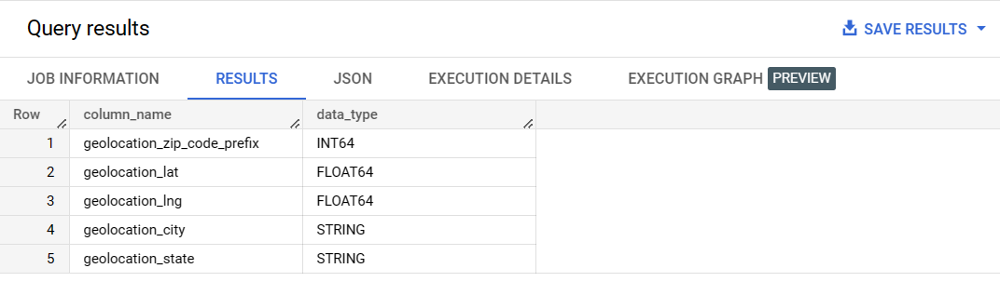 Query results
SAVE RESULTS
JOB INFORMATION RESULTS JSON EXECUTION DETAILS EXECUTION GRAPH PREVIEW
Row column_name data_type
1 geolocation_zip_code_prefix INT64
2 geolocation_lat FLOAT64
3 geolocation_lng FLOAT64
4 geolocation_city STRING
5 geolocation_state STRING